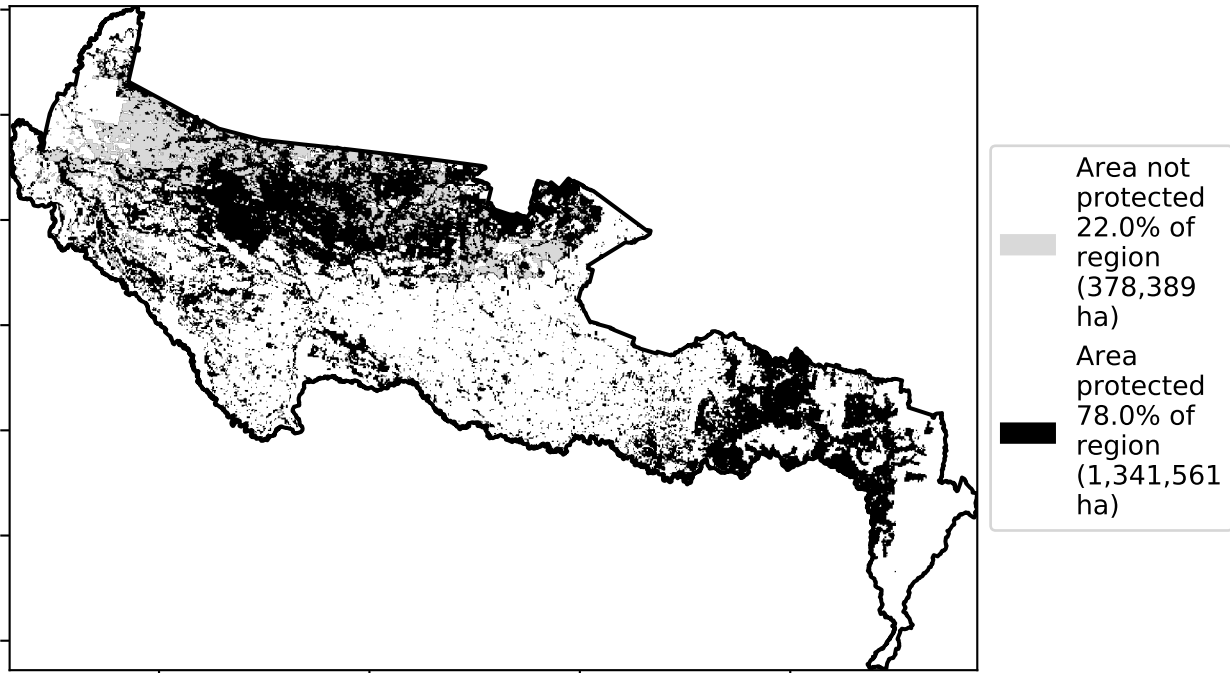 Area not
protected
22.0% of
region
(378,389
ha)
Area
protected
78.0% of
region
(1,341,561
ha)